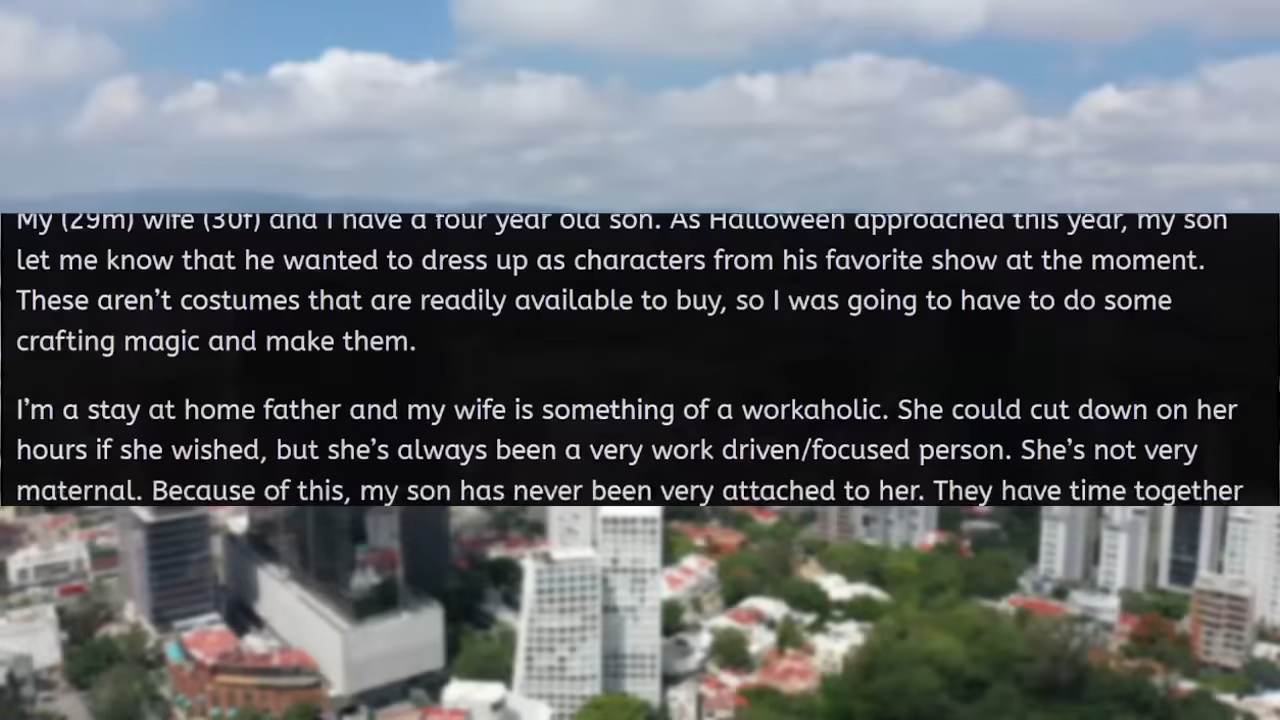 My (29m) wife (30f) and I have a four year old son. As Halloween approached this year, my son
let me know that he wanted to dress up as characters from his favorite show at the moment.
These aren’t costumes that are readily available to buy, so I was going to have to do some
crafting magic and make them.
I’m a stay at home father and my wife is something of a workaholic. She could cut down on her
hours if she wished, but she’s always been a very work driven/focused person. She’s not very
maternal. Because of this, my son has never been very attached to her. They have time together